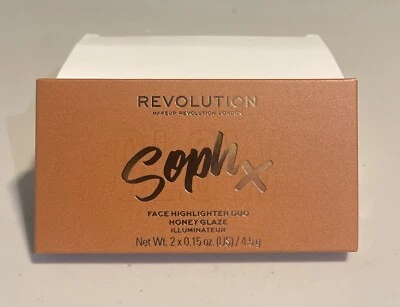 REVOLUTION
MAKEUP REVOLUTION LONDON
Soph x
FACE HIGHLIGHTER DUO
HONEY GLAZE
ILLUMINATEUR
Net Wt. 2 x 0.15 oz. (US) / 4.5g